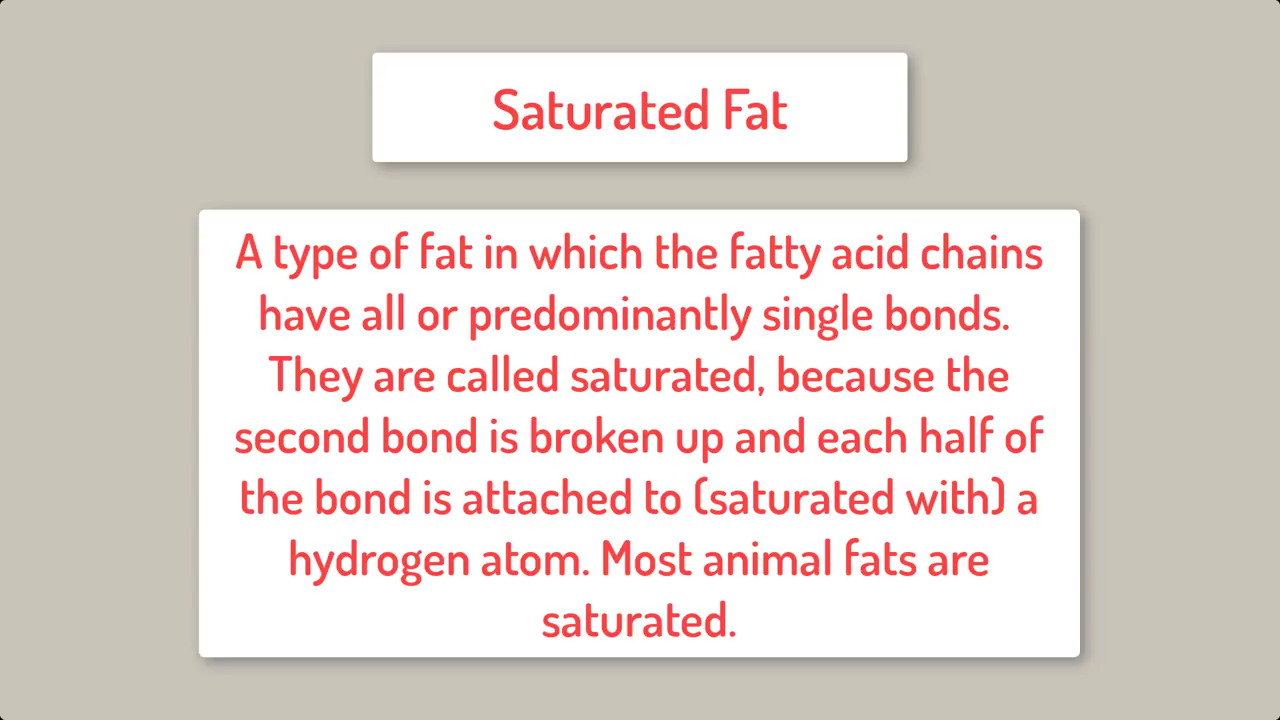 Saturated Fat
A type of fat in which the fatty acid chains
have all or predominantly single bonds.
They are called saturated, because the
second bond is broken up and each half of
the bond is attached to (saturated with) a
hydrogen atom. Most animal fats are
saturated.